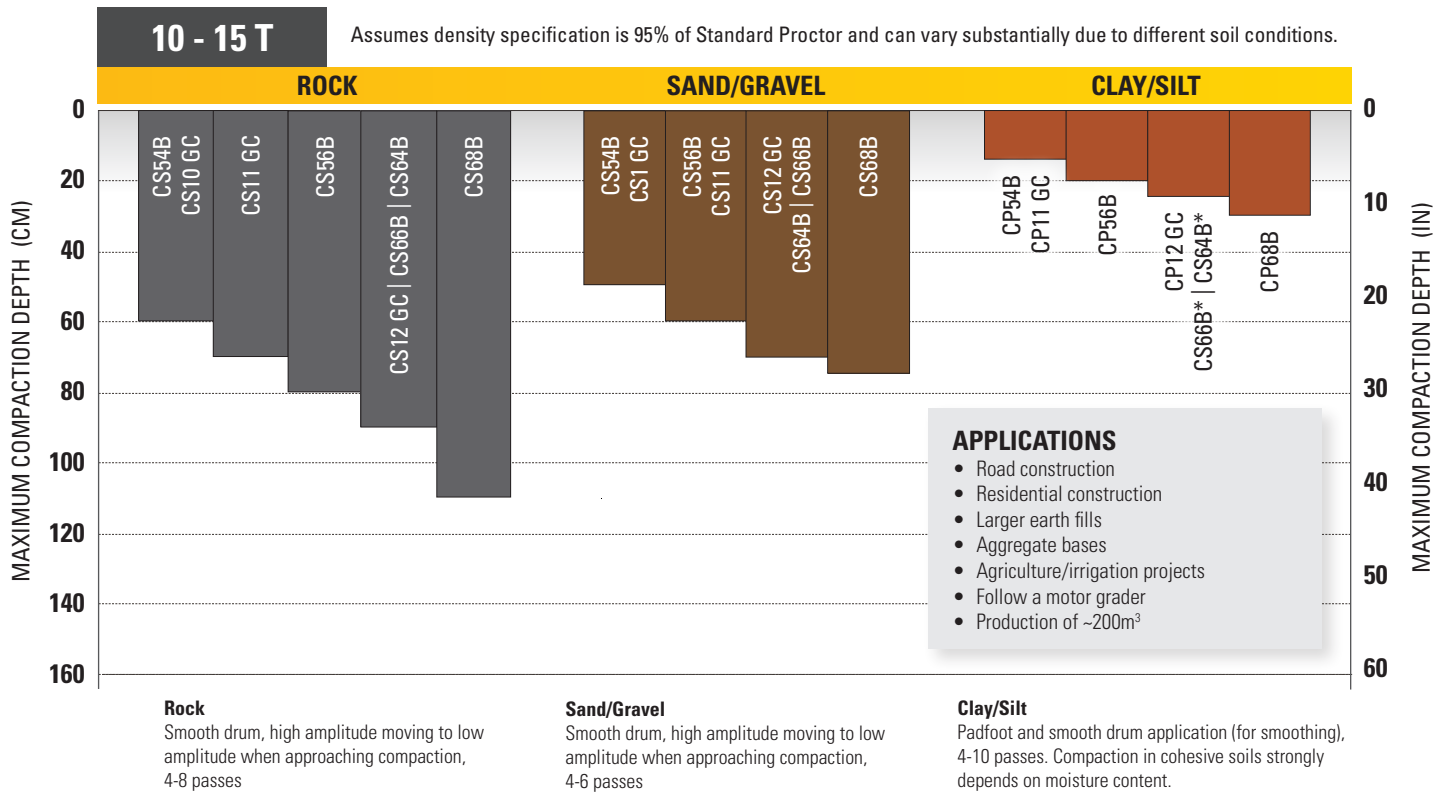 10 - 15 T
Assumes density specification is 95% of Standard Proctor and can vary substantially due to different soil conditions.
ROCK
SAND/GRAVEL
CLAY/SILT
MAXIMUM COMPACTION DEPTH (CM)
0
20
40
60
80
100
120
140
160
CS54B
CS10 GC
CS11 GC
CS56B
CS12 GC | CS66B | CS64B
CS68B
CS54B
CS1 GC
CS56B
CS11 GC
CS12 GC
CS64B | CS66B
CS68B
CP54B
CP11 GC
CP56B
CP12 GC
CS66B* | CS64B*
CP68B
0
10
20
30
40
50
60
MAXIMUM COMPACTION DEPTH (IN)
APPLICATIONS
• Road construction
• Residential construction
• Larger earth fills
• Aggregate bases
• Agriculture/irrigation projects
• Follow a motor grader
• Production of ~200m³
Rock
Smooth drum, high amplitude moving to low
amplitude when approaching compaction,
4-8 passes
Sand/Gravel
Smooth drum, high amplitude moving to low
amplitude when approaching compaction,
4-6 passes
Clay/Silt
Padfoot and smooth drum application (for smoothing),
4-10 passes. Compaction in cohesive soils strongly
depends on moisture content.